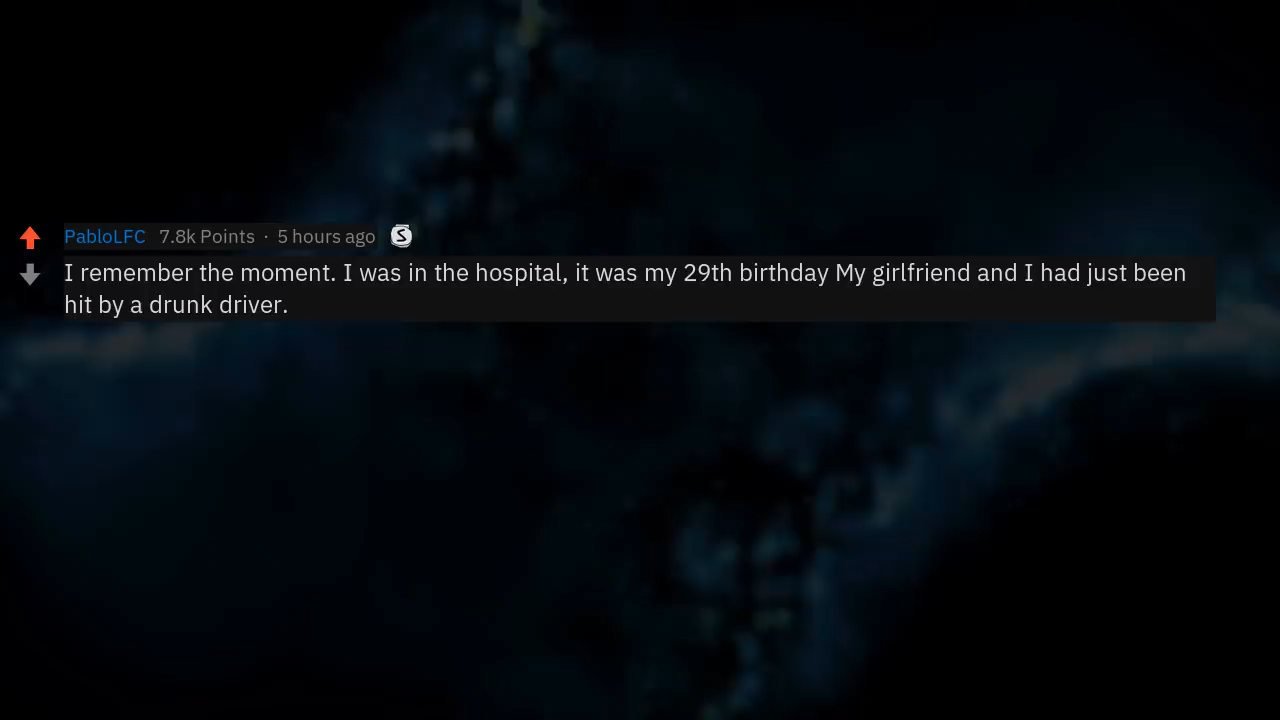 PabloLFC 7.8k Points · 5 hours ago S
I remember the moment. I was in the hospital, it was my 29th birthday My girlfriend and I had just been
hit by a drunk driver.